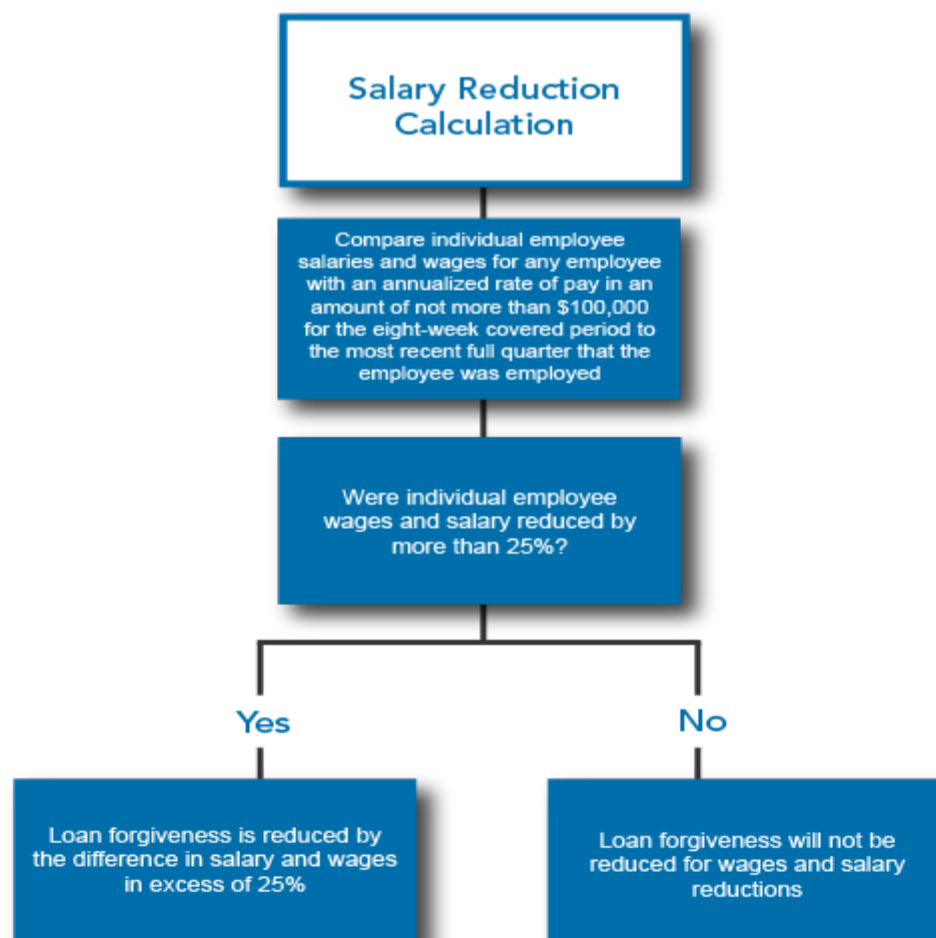 Salary Reduction
Calculation
Compare individual employee
salaries and wages for any employee
with an annualized rate of pay in an
amount of not more than $100,000
for the eight-week covered period to
the most recent full quarter that the
employee was employed
Were individual employee
wages and salary reduced by
more than 25%?
Yes
No
Loan forgiveness is reduced by
the difference in salary and wages
in excess of 25%
Loan forgiveness will not be
reduced for wages and salary
reductions